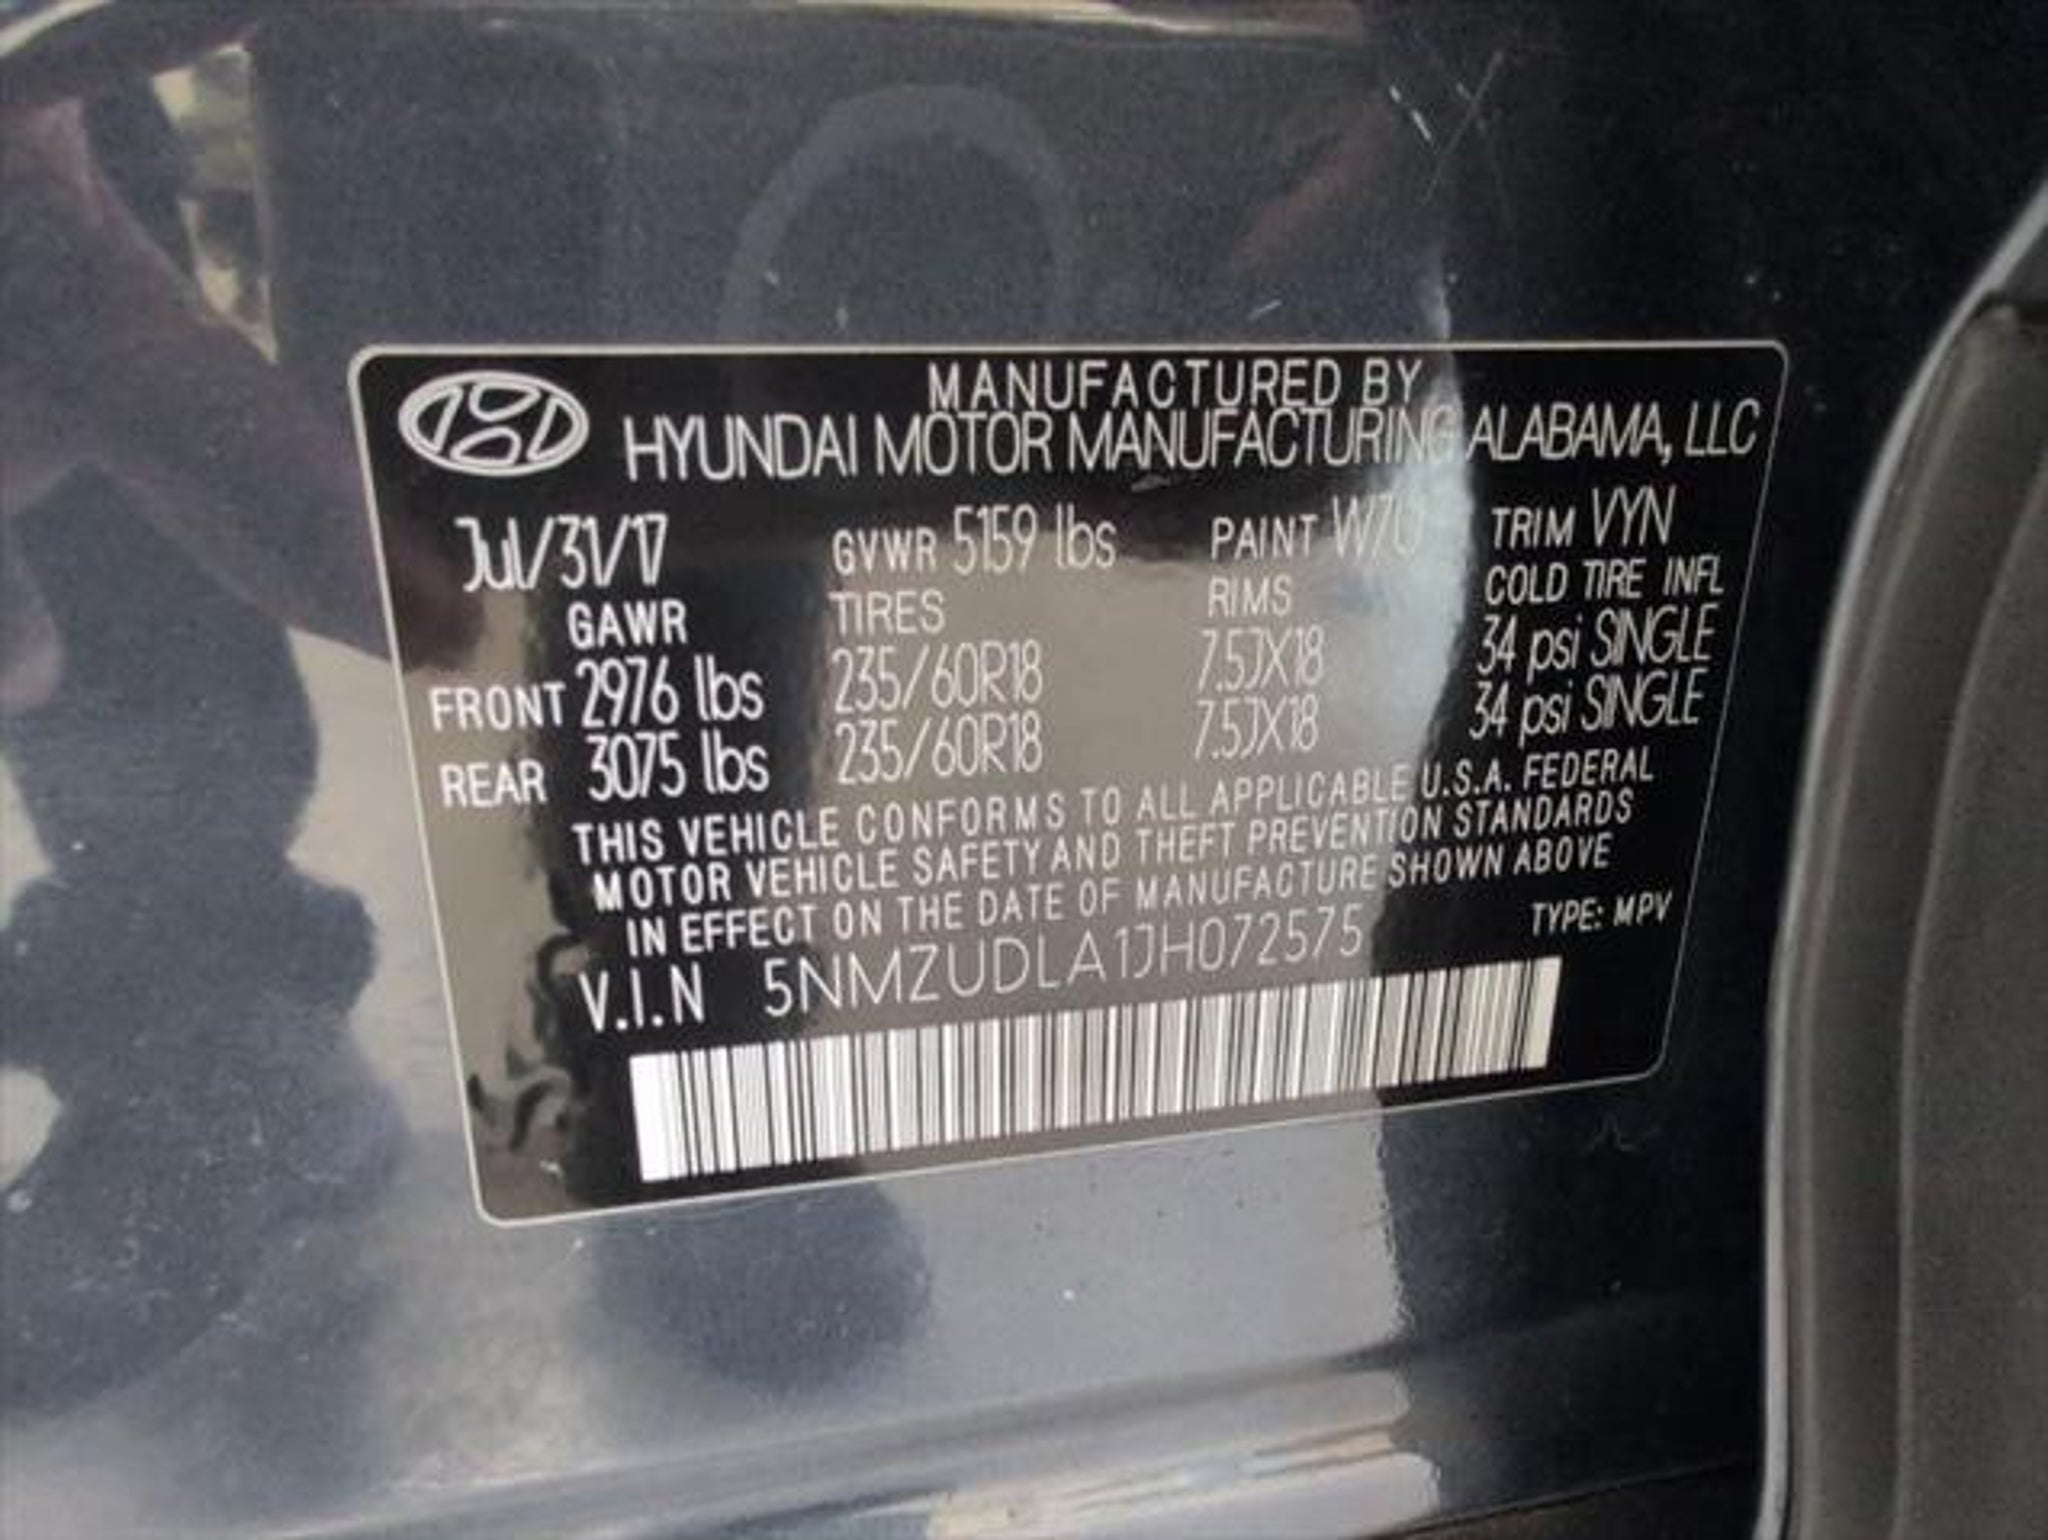 MANUFACTURED BY
HYUNDAI MOTOR MANUFACTURING ALABAMA, LLC
Jul/31/17 GVWR 5159 lbs PAINT TRIM VYN
GAWR TIRES RIMS COLD TIRE INFL
FRONT 2976 lbs 235/60R18 7.5JX18 34 psi SINGLE
REAR 3075 lbs 235/60R18 7.5JX18 34 psi SINGLE
THIS VEHICLE CONFORMS TO ALL APPLICABLE U.S.A. FEDERAL
MOTOR VEHICLE SAFETY AND THEFT PREVENTION STANDARDS
IN EFFECT ON THE DATE OF MANUFACTURE SHOWN ABOVE
V.I.N 5NMZUDLA1JH072575 TYPE: MPV